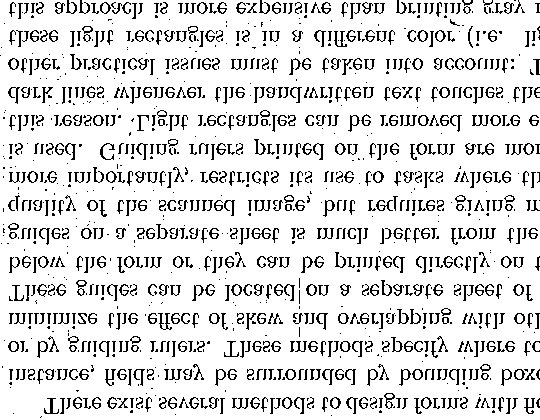 There exist several methods to design forms with fi
instance, fields may be surrounded by bounding boxe
or by guiding rulers. These methods specify where to
minimize the effect of skew and overlapping with oth
These guides can be located on a separate sheet of
below the form or they can be printed directly on t
guides on a separate sheet is much better from the
quality of the scanned image, but requires giving m
more importantly, restricts its use to tasks where th
is used. Guiding rulers printed on the form are mor
this reason. Light rectangles can be removed more e
dark lines whenever the handwritten text touches the
other practical issues must be taken into account: T
these light rectangles is in a different color (i.e. lig
this approach is more expensive than printing gray r